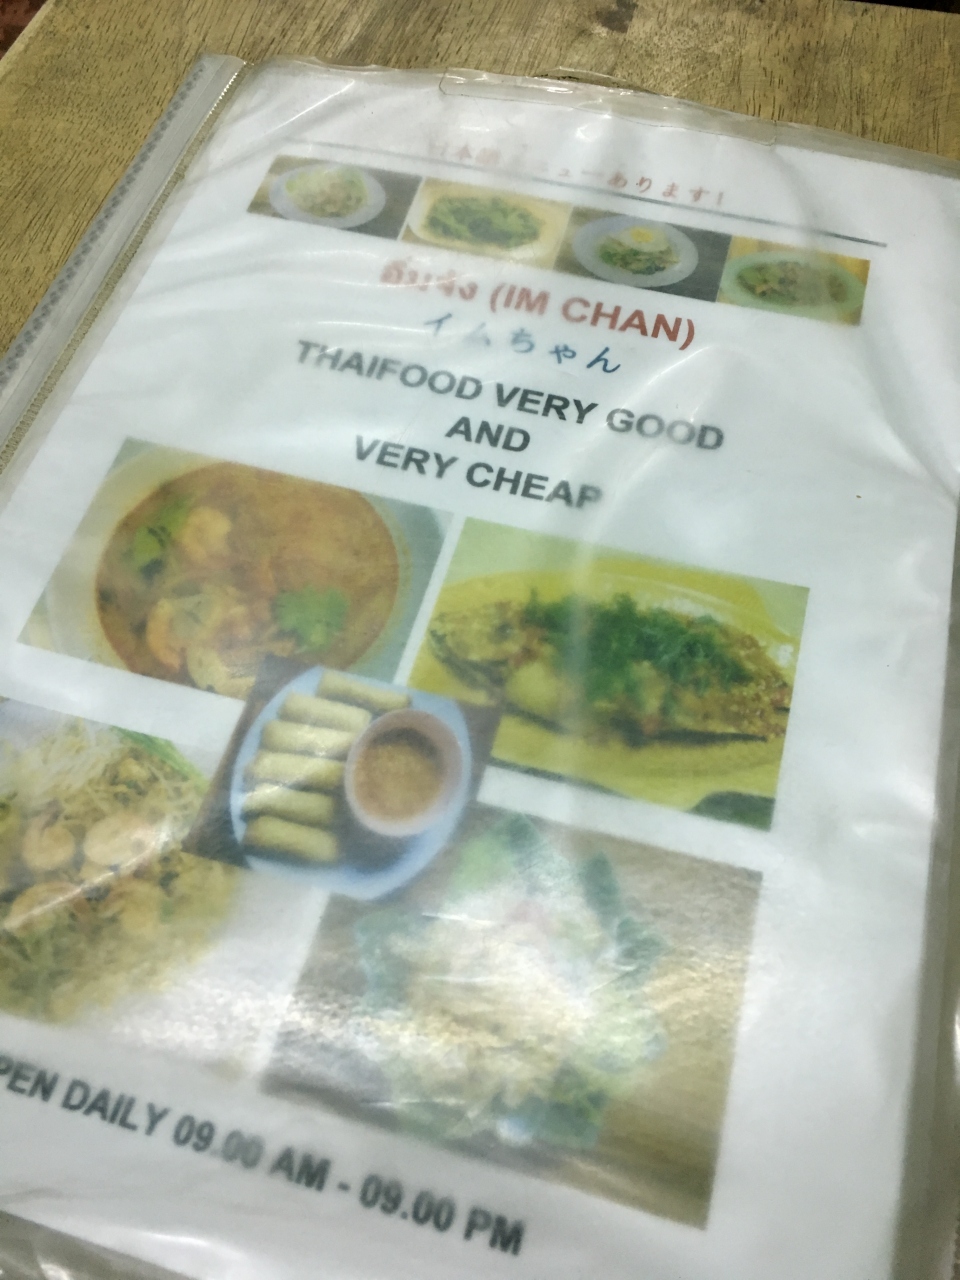 日本語メニューあります!
อิ่มจัง (IM CHAN)
イムちゃん
THAIFOOD VERY GOOD
AND
VERY CHEAP
PEN DAILY 09.00 AM - 09.00 PM